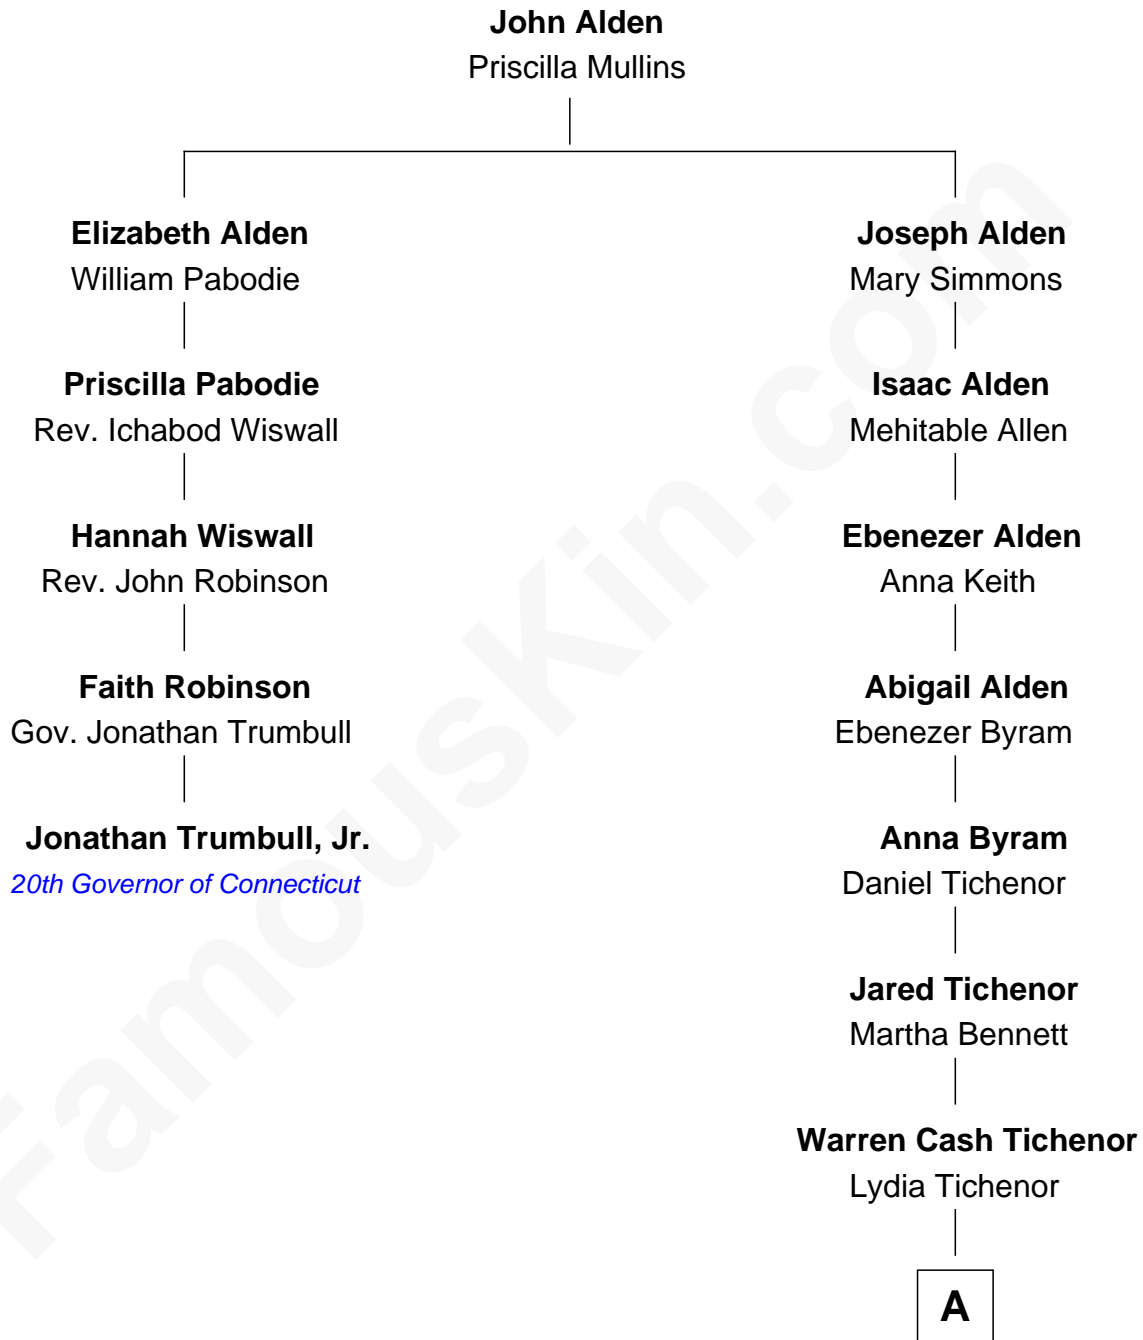 John Alden
Priscilla Mullins
Elizabeth Alden
William Pabodie
Joseph Alden
Mary Simmons
Priscilla Pabodie
Rev. Ichabod Wiswall
Isaac Alden
Mehitable Allen
Hannah Wiswall
Rev. John Robinson
Ebenezer Alden
Anna Keith
Faith Robinson
Gov. Jonathan Trumbull
Abigail Alden
Ebenezer Byram
Jonathan Trumbull, Jr.
20th Governor of Connecticut
Anna Byram
Daniel Tichenor
Jared Tichenor
Martha Bennett
Warren Cash Tichenor
Lydia Tichenor
A
FamousKin.com